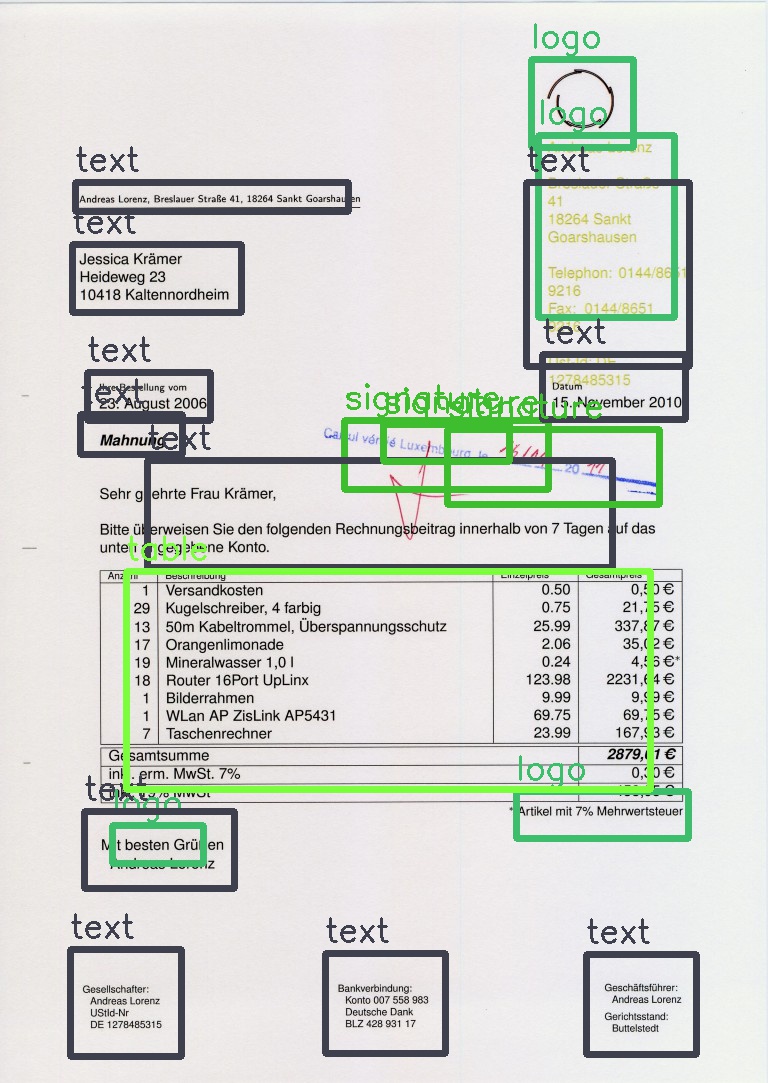 logo
logo
Andreas Lorenz
text
text
Breslauer Straße
41
18264 Sankt
Goarshausen
Andreas Lorenz, Breslauer Straße 41, 18264 Sankt Goarshausen
text
Jessica Krämer
Heideweg 23
10418 Kaltennordheim
Telephon: 0144/8651
9216
Fax: 0144/8651
9216
text
text
Ust-Id: DE
1278485315
Ihre Bestellung vom
Datum
text
23. August 2006
15. November 2010
signature
signature
signature
Mahnung
text
Luxembourg, le
20
Sehr geehrte Frau Krämer,
Bitte überweisen Sie den folgenden Rechnungsbeitrag innerhalb von 7 Tagen auf das
unten angegebene Konto.
table
Anzahl Beschreibung Einzelpreis Gesamtpreis
1 Versandkosten 0.50 0,50 €
29 Kugelschreiber, 4 farbig 0.75 21,75 €
13 50m Kabeltrommel, Überspannungsschutz 25.99 337,87 €
17 Orangenlimonade 2.06 35,02 €
19 Mineralwasser 1,0 l 0.24 4,56 €*
18 Router 16Port UpLinx 123.98 2231,64 €
1 Bilderrahmen 9.99 9,99 €
1 WLan AP ZisLink AP5431 69.75 69,75 €
7 Taschenrechner 23.99 167,93 €
Gesamtsumme 2879,01 €
inkl. erm. MwSt. 7% 0,30 €
logo
inkl. 19% MwSt
text
logo
* Artikel mit 7% Mehrwertsteuer
Mit besten Grüßen
Andreas Lorenz
text
text
text
Gesellschafter:
Andreas Lorenz
UStId-Nr
DE 1278485315
Bankverbindung:
Konto 007 558 983
Deutsche Dank
BLZ 428 931 17
Geschäftsführer:
Andreas Lorenz
Gerichtsstand:
Buttelstedt